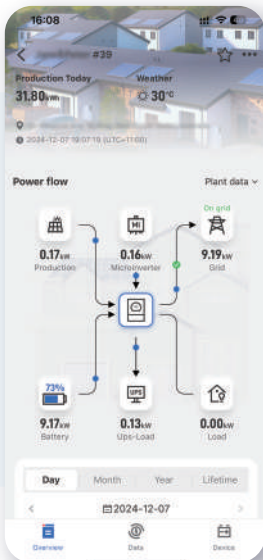 16:08
#39
Production Today
31.80kwh
Weather
30°C
2024-12-07 19:07:19 (UTC+11:00)
Power flow
Plant data
On grid
MI
0.17kw
Production
0.16kw
Microinverter
9.19kw
Grid
73%
UPS
9.17kw
Battery
0.13kw
Ups-Load
0.00kw
Load
Day
Month
Year
Lifetime
2024-12-07
Overview
Data
Device